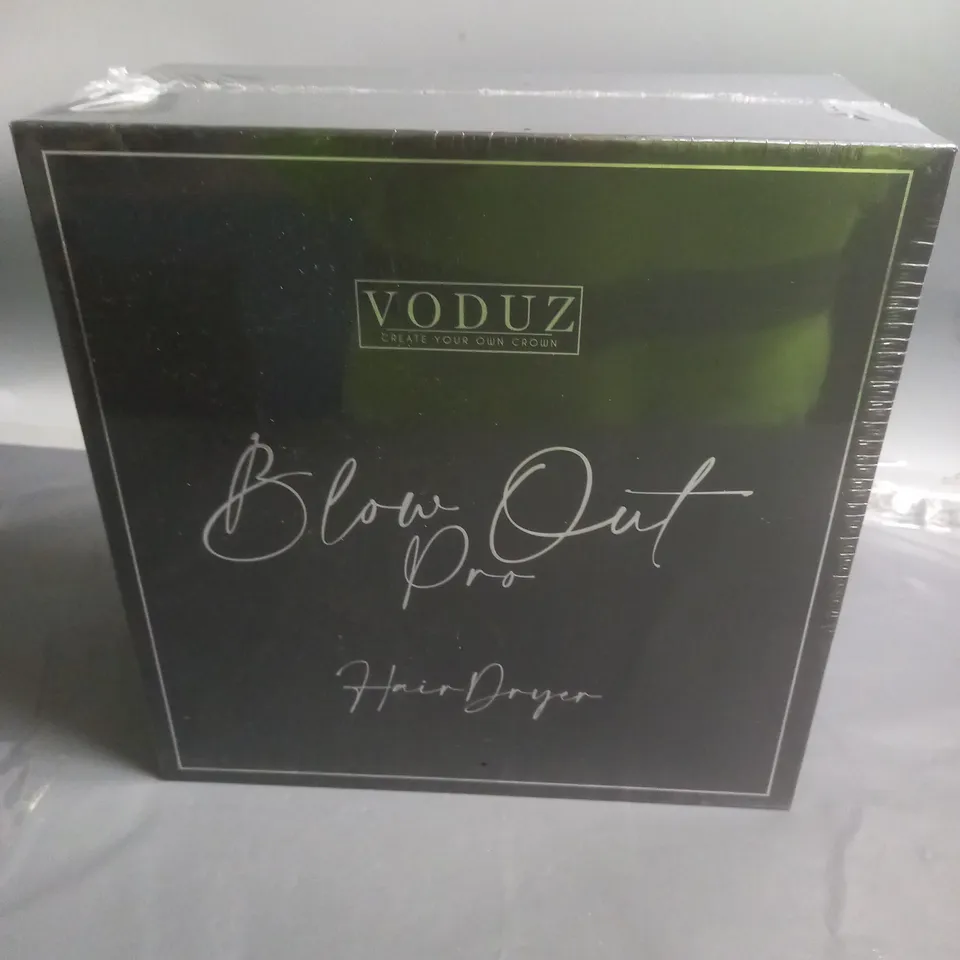 VODUZ
CREATE YOUR OWN CROWN
Blow Out
Pro
Hair Dryer